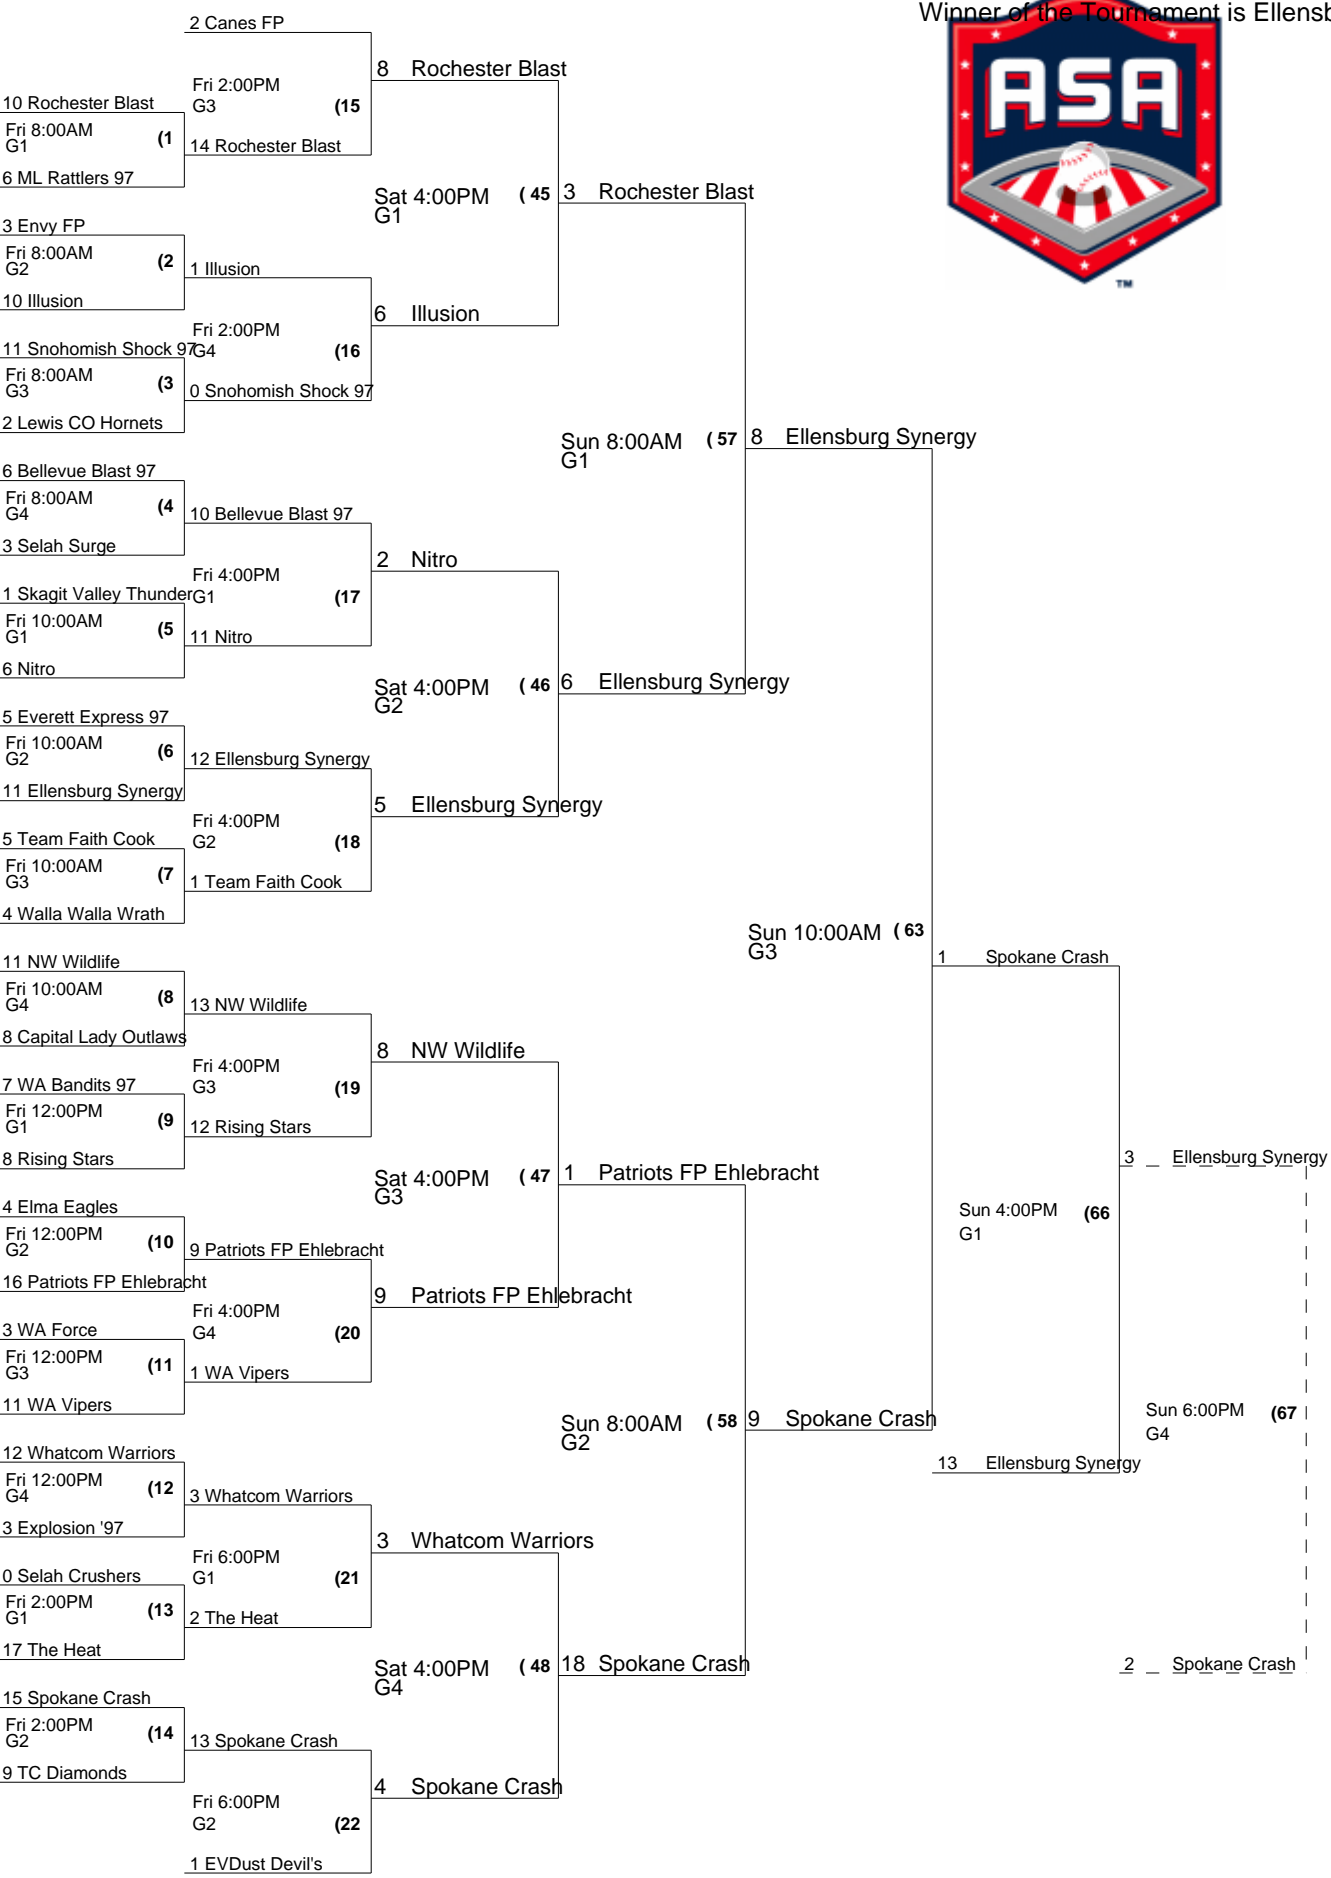 Winner of the Tournament is Ellensb
ASA
TM
2 Canes FP
Fri 2:00PM
G3
(15
14 Rochester Blast
10 Rochester Blast
Fri 8:00AM
G1
(1
6 ML Rattlers 97
3 Envy FP
Fri 8:00AM
G2
(2
10 Illusion
1 Illusion
Fri 2:00PM
G4
(16
0 Snohomish Shock 97
11 Snohomish Shock 97
Fri 8:00AM
G3
(3
2 Lewis CO Hornets
6 Bellevue Blast 97
Fri 8:00AM
G4
(4
3 Selah Surge
10 Bellevue Blast 97
Fri 4:00PM
G1
(17
11 Nitro
1 Skagit Valley Thunder
Fri 10:00AM
G1
(5
6 Nitro
5 Everett Express 97
Fri 10:00AM
G2
(6
11 Ellensburg Synergy
12 Ellensburg Synergy
Fri 4:00PM
G2
(18
1 Team Faith Cook
5 Team Faith Cook
Fri 10:00AM
G3
(7
4 Walla Walla Wrath
11 NW Wildlife
Fri 10:00AM
G4
(8
8 Capital Lady Outlaws
13 NW Wildlife
Fri 4:00PM
G3
(19
12 Rising Stars
7 WA Bandits 97
Fri 12:00PM
G1
(9
8 Rising Stars
4 Elma Eagles
Fri 12:00PM
G2
(10
16 Patriots FP Ehlebracht
9 Patriots FP Ehlebracht
Fri 4:00PM
G4
(20
1 WA Vipers
3 WA Force
Fri 12:00PM
G3
(11
11 WA Vipers
12 Whatcom Warriors
Fri 12:00PM
G4
(12
3 Explosion '97
3 Whatcom Warriors
Fri 6:00PM
G1
(21
2 The Heat
0 Selah Crushers
Fri 2:00PM
G1
(13
17 The Heat
15 Spokane Crash
Fri 2:00PM
G2
(14
9 TC Diamonds
13 Spokane Crash
Fri 6:00PM
G2
(22
1 EVDust Devil's
8 Rochester Blast
Sat 4:00PM
G1
( 45
6 Illusion
2 Nitro
Sat 4:00PM
G2
( 46
5 Ellensburg Synergy
8 NW Wildlife
Sat 4:00PM
G3
( 47
9 Patriots FP Ehlebracht
3 Whatcom Warriors
Sat 4:00PM
G4
( 48
4 Spokane Crash
3 Rochester Blast
Sun 8:00AM
G1
( 57
6 Ellensburg Synergy
1 Patriots FP Ehlebracht
Sun 8:00AM
G2
( 58
18 Spokane Crash
8 Ellensburg Synergy
Sun 10:00AM
G3
( 63
9 Spokane Crash
1 Spokane Crash
Sun 4:00PM
G1
(66
13 Ellensburg Synergy
3 Ellensburg Synergy
Sun 6:00PM
G4
(67
2 Spokane Crash